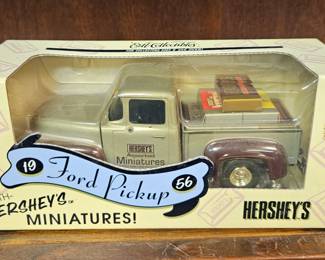 Ertl Collectibles
HERSHEY'S
Miniatures
19 Ford Pickup 56
HERSHEY'S
MINIATURES!
HERSHEY'S